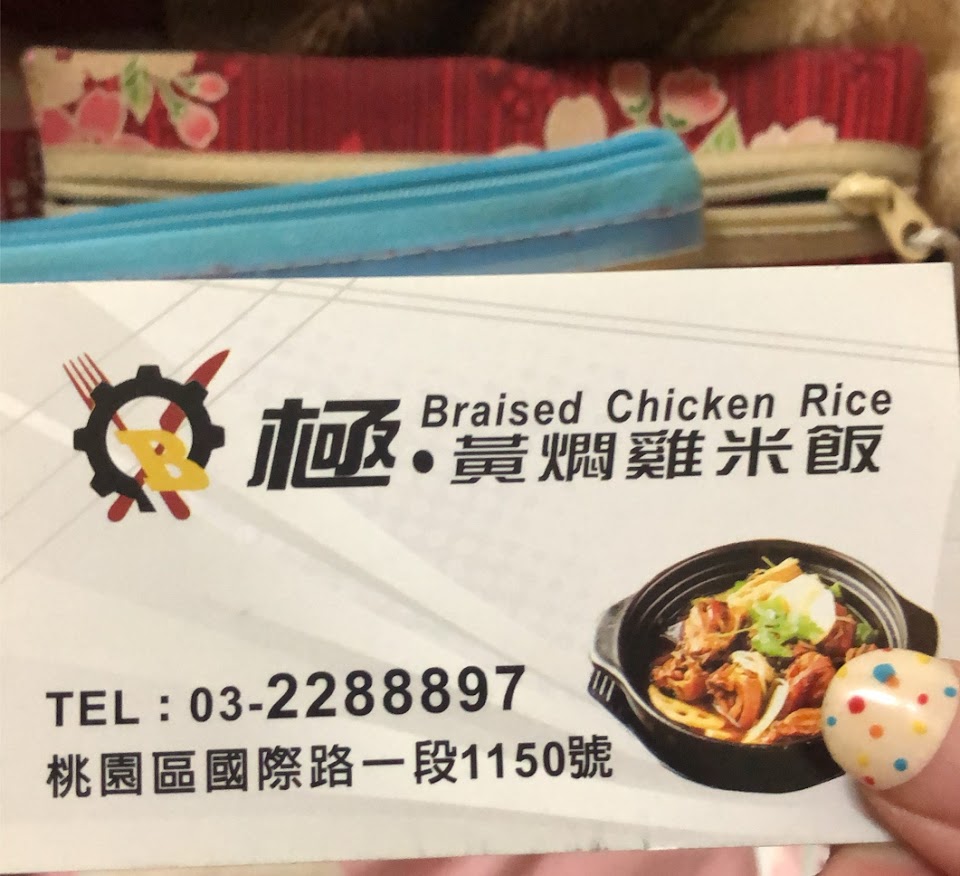 B
Braised Chicken Rice
極・黃燜雞米飯
TEL：03-2288897
桃園區國際路一段1150號